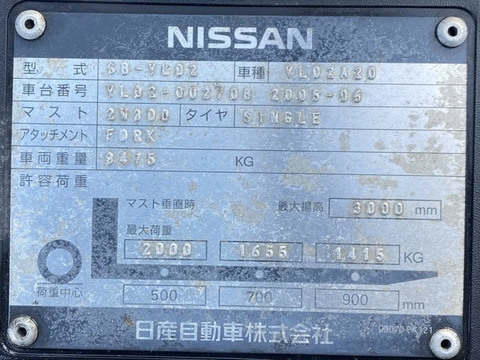 NISSAN
型式 SB-YL02 車種 YL02A20
車台番号 YL02-002708 2005-06
マスト 2W300 タイヤ SINGLE
アタッチメント FORK
車両重量 3475 KG
許容荷重
マスト垂直時 最大揚高 3000 mm
最大荷重
2000 1655 1415 KG
荷重中心 500 700 900 mm
日産自動車株式会社 99070-FK121